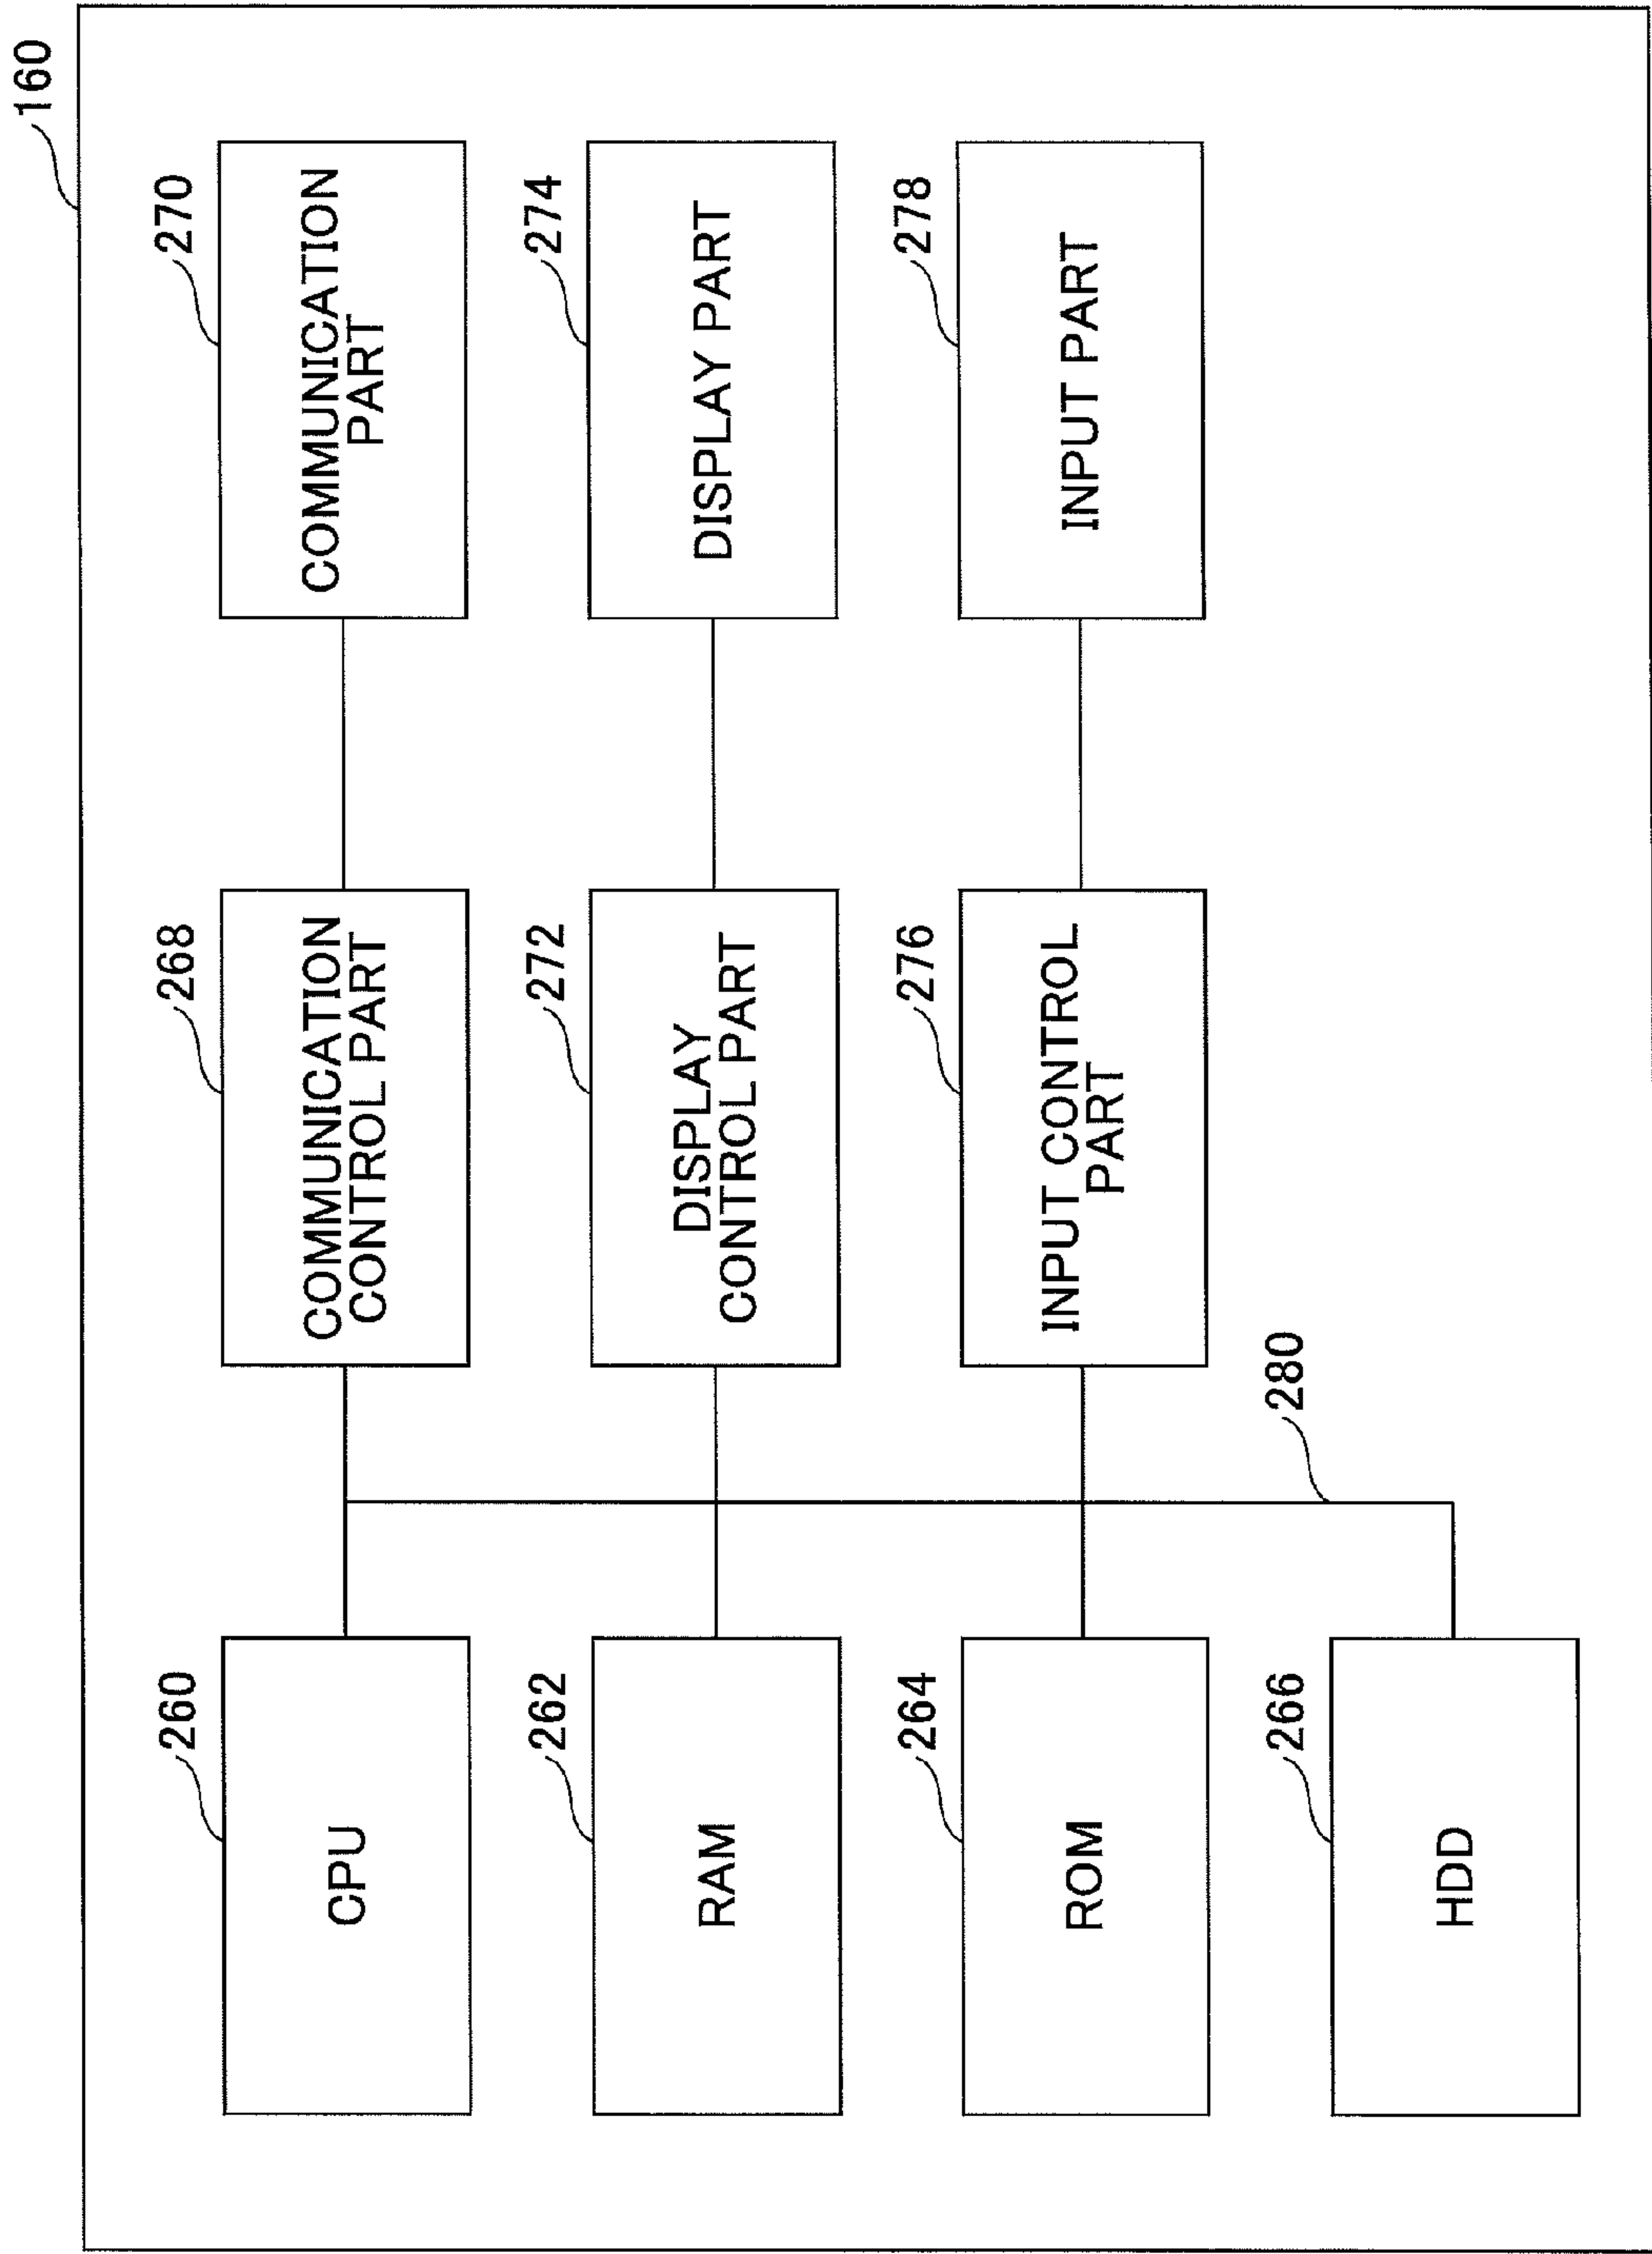 160
260
CPU
268
COMMUNICATION
CONTROL PART
270
COMMUNICATION
PART
262
RAM
272
DISPLAY
CONTROL PART
274
DISPLAY PART
264
ROM
276
INPUT CONTROL
PART
278
INPUT PART
266
HDD
280